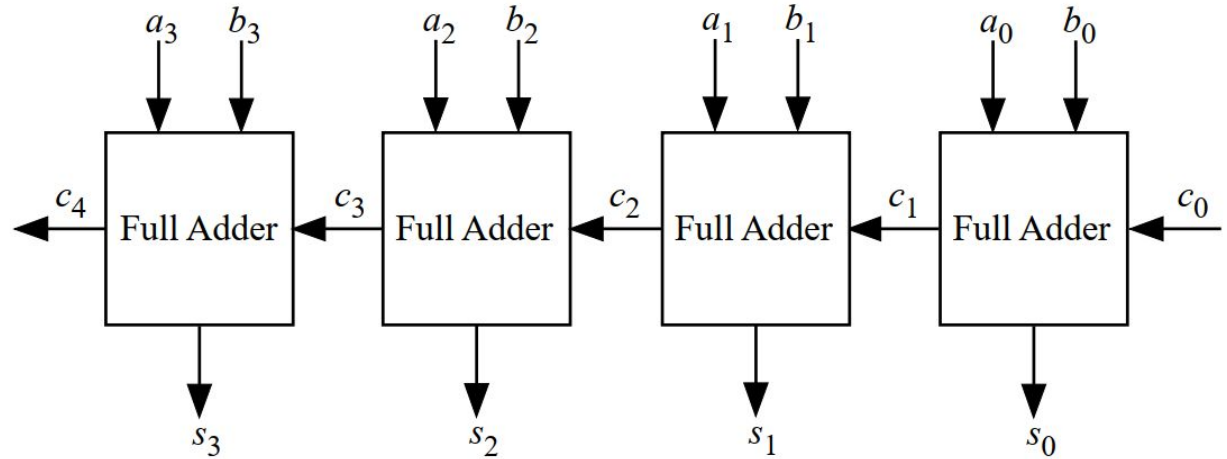 a₃ b₃ a₂ b₂ a₁ b₁ a₀ b₀
c₄ Full Adder c₃ Full Adder c₂ Full Adder c₁ Full Adder c₀
s₃ s₂ s₁ s₀